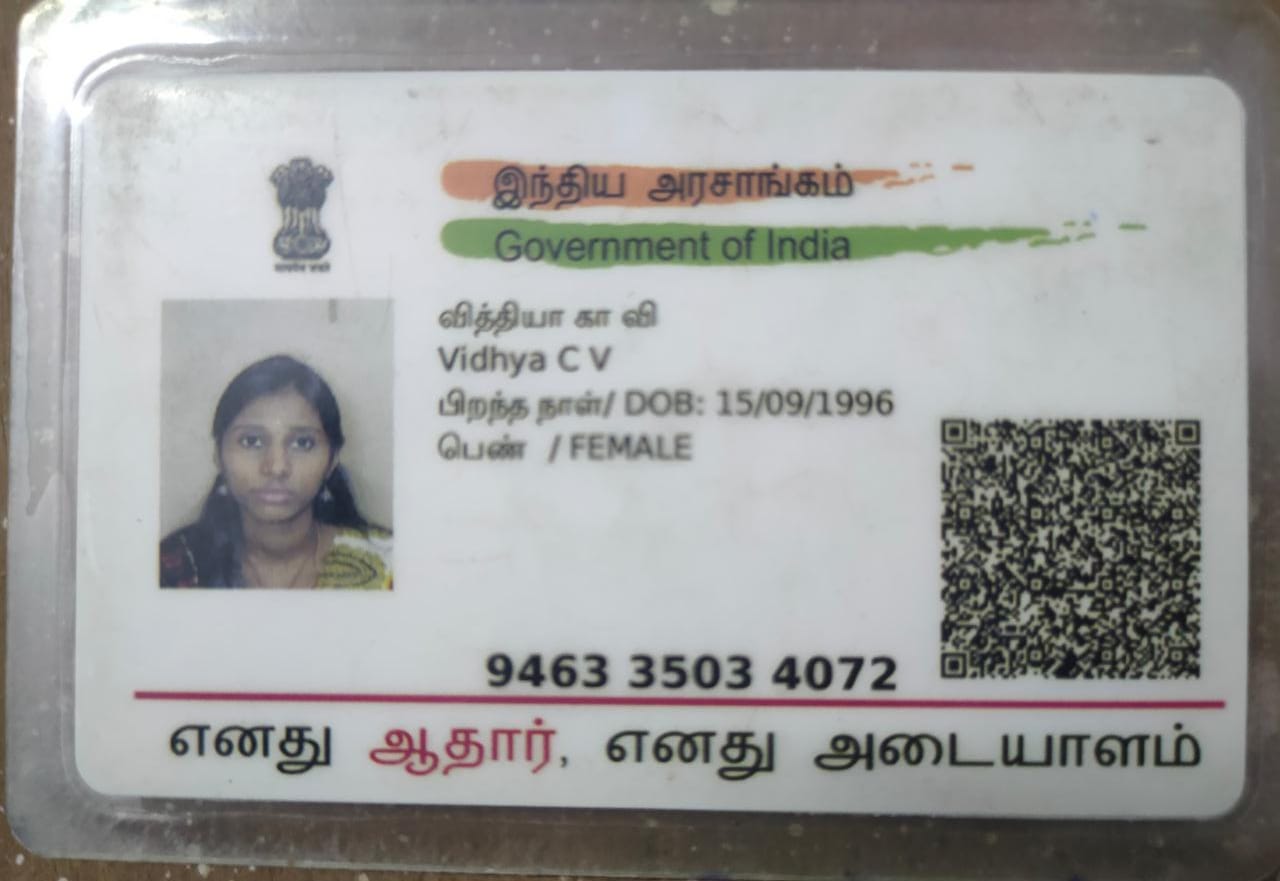 இந்திய அரசாங்கம்
Government of India
வித்தியா கா வி
Vidhya C V
பிறந்த நாள்/ DOB: 15/09/1996
பெண் / FEMALE
9463 3503 4072
எனது ஆதார், எனது அடையாளம்